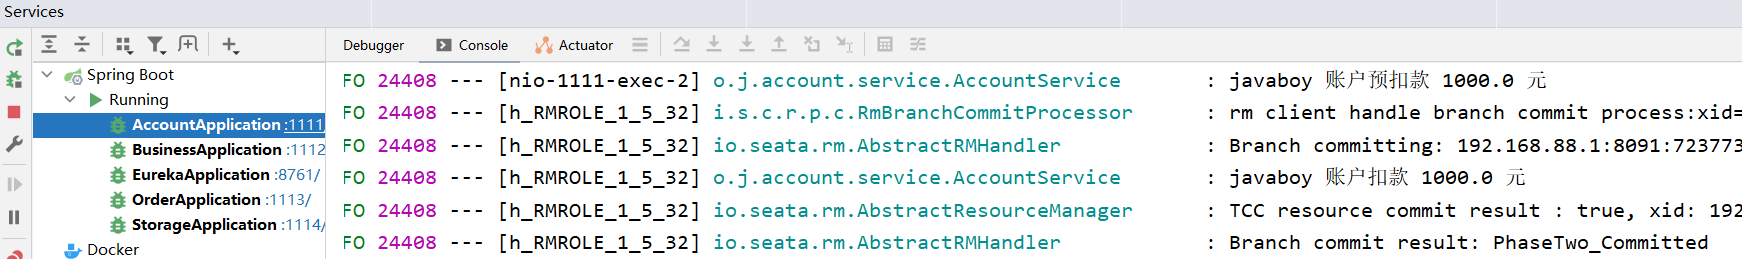 Services
Debugger Console Actuator
Spring Boot
Running
AccountApplication :1111/
BusinessApplication :1112
EurekaApplication :8761/
OrderApplication :1113/
StorageApplication :1114/
Docker
FO 24408 --- [nio-1111-exec-2] o.j.account.service.AccountService : javaboy 账户预扣款 1000.0 元
FO 24408 --- [h_RMROLE_1_5_32] i.s.c.r.p.c.RmBranchCommitProcessor : rm client handle branch commit process:xid=
FO 24408 --- [h_RMROLE_1_5_32] io.seata.rm.AbstractRMHandler : Branch committing: 192.168.88.1:8091:723773
FO 24408 --- [h_RMROLE_1_5_32] o.j.account.service.AccountService : javaboy 账户扣款 1000.0 元
FO 24408 --- [h_RMROLE_1_5_32] io.seata.rm.AbstractResourceManager : TCC resource commit result : true, xid: 192
FO 24408 --- [h_RMROLE_1_5_32] io.seata.rm.AbstractRMHandler : Branch commit result: PhaseTwo_Committed